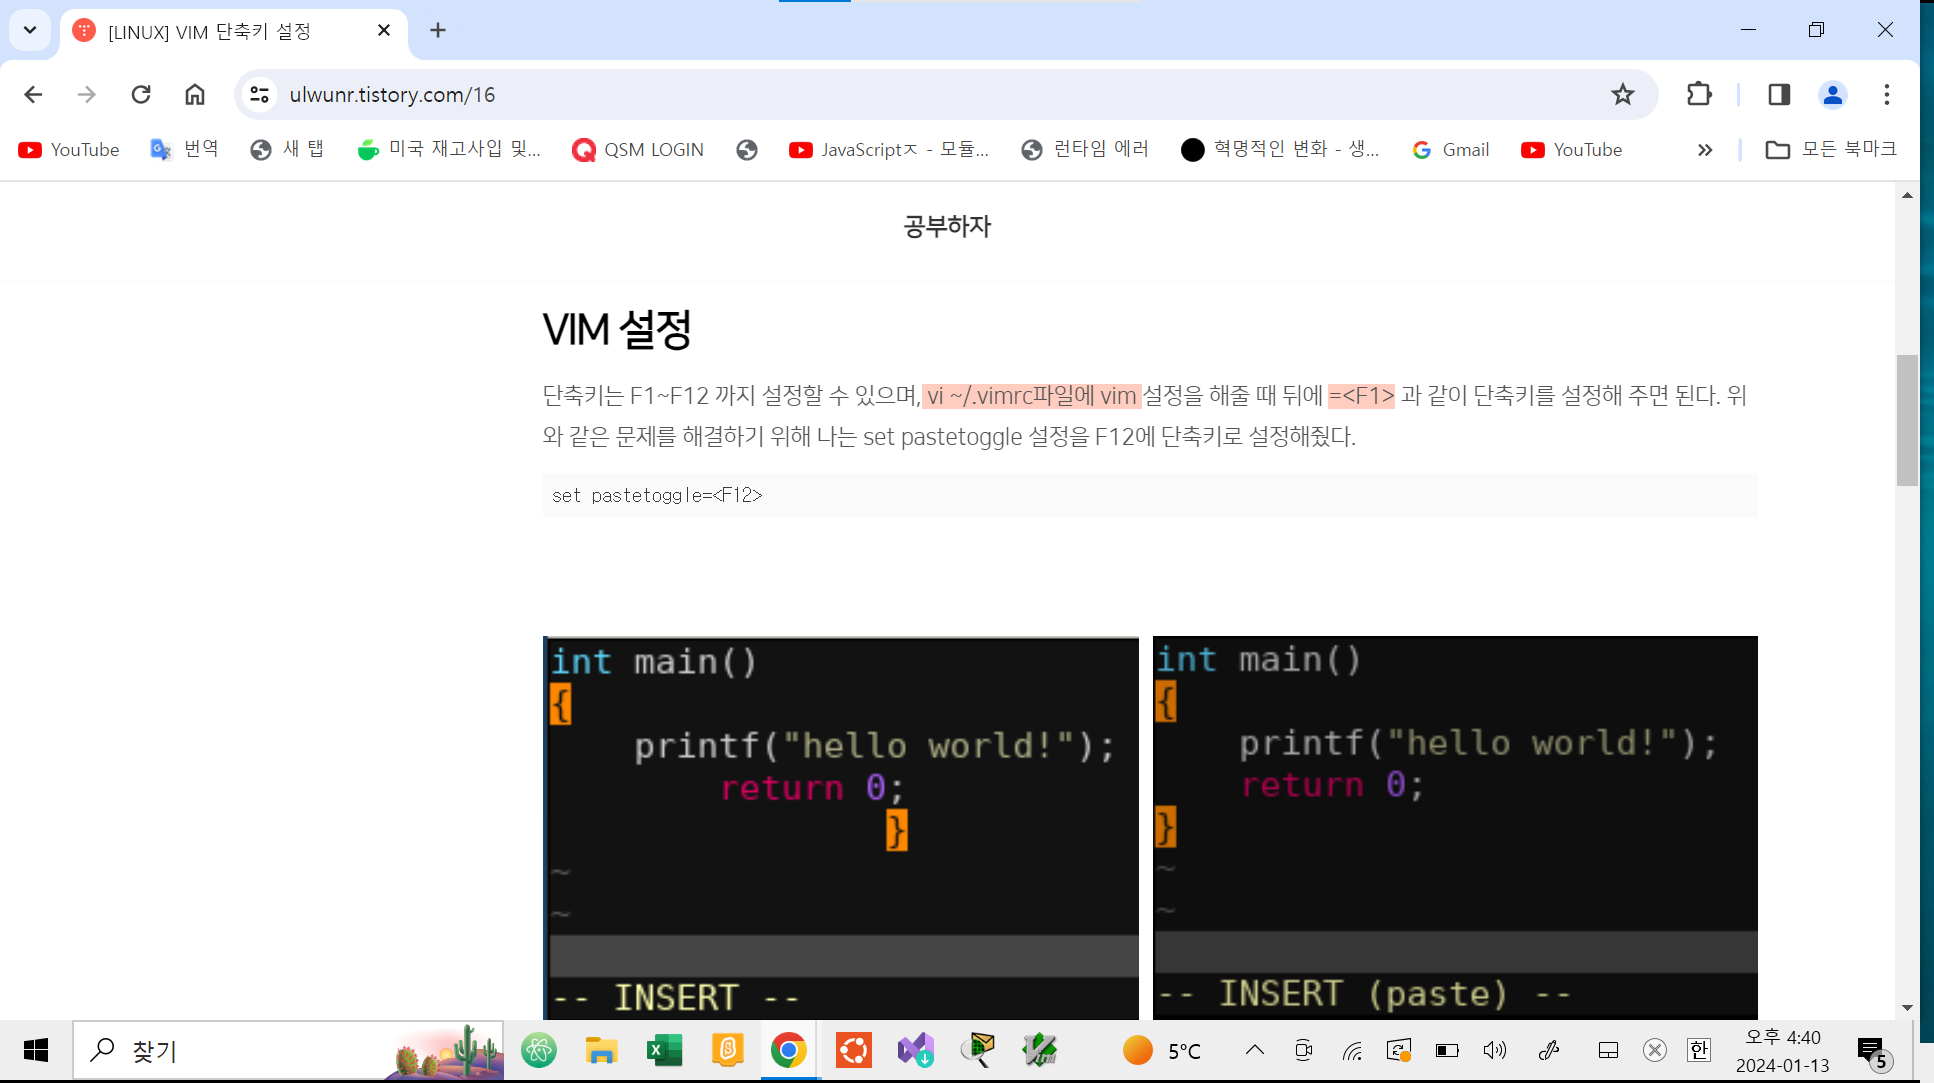 [LINUX] VIM 단축키 설정
ulwunr.tistory.com/16
YouTube 번역 새 탭 미국 재고사입 및... QSM LOGIN JavaScriptㅈ - 모듈... 런타임 에러 혁명적인 변화 - 생... Gmail YouTube » 모든 북마크
공부하자
VIM 설정
단축키는 F1~F12 까지 설정할 수 있으며, vi ~/.vimrc파일에 vim 설정을 해줄 때 뒤에 =<F1> 과 같이 단축키를 설정해 주면 된다. 위
와 같은 문제를 해결하기 위해 나는 set pastetoggle 설정을 F12에 단축키로 설정해줬다.
set pastetoggle=<F12>
int main()
{
printf("hello world!");
return 0;
}
~
~
-- INSERT --
int main()
{
printf("hello world!");
return 0;
}
~
~
-- INSERT (paste) --
찾기
5°C
한
오후 4:40
2024-01-13
5